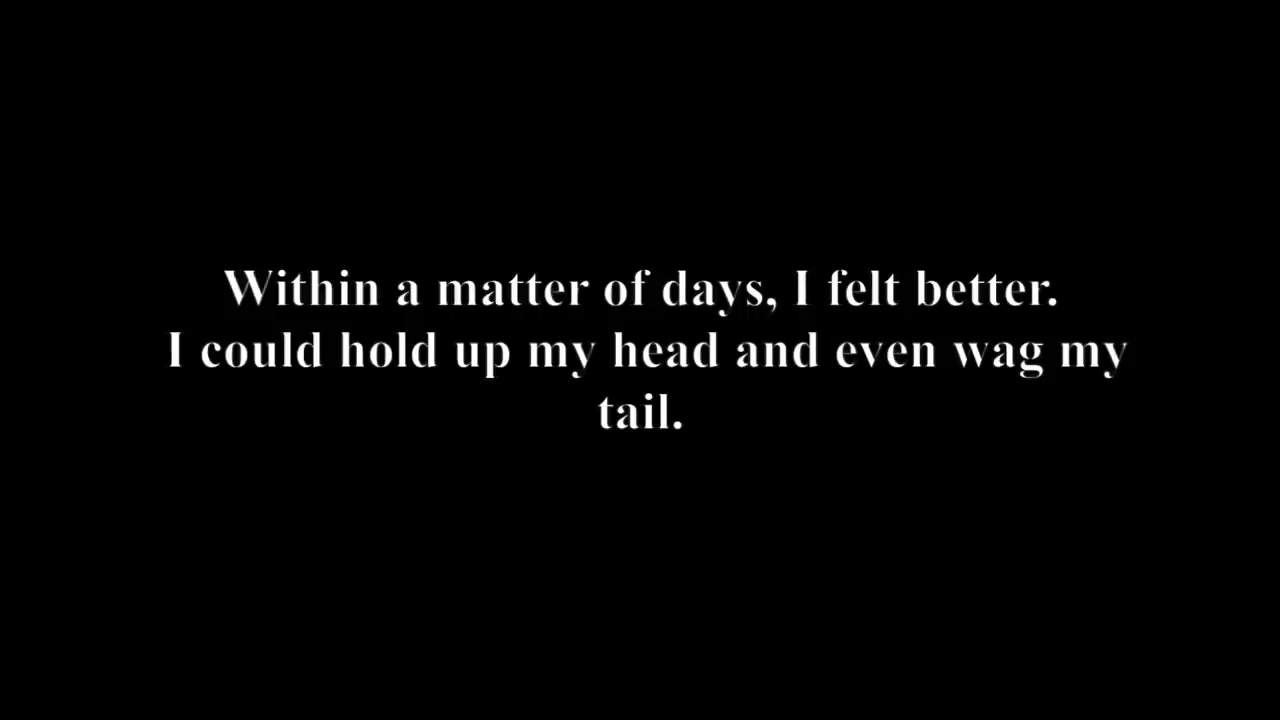 Within a matter of days, I felt better.
I could hold up my head and even wag my
tail.